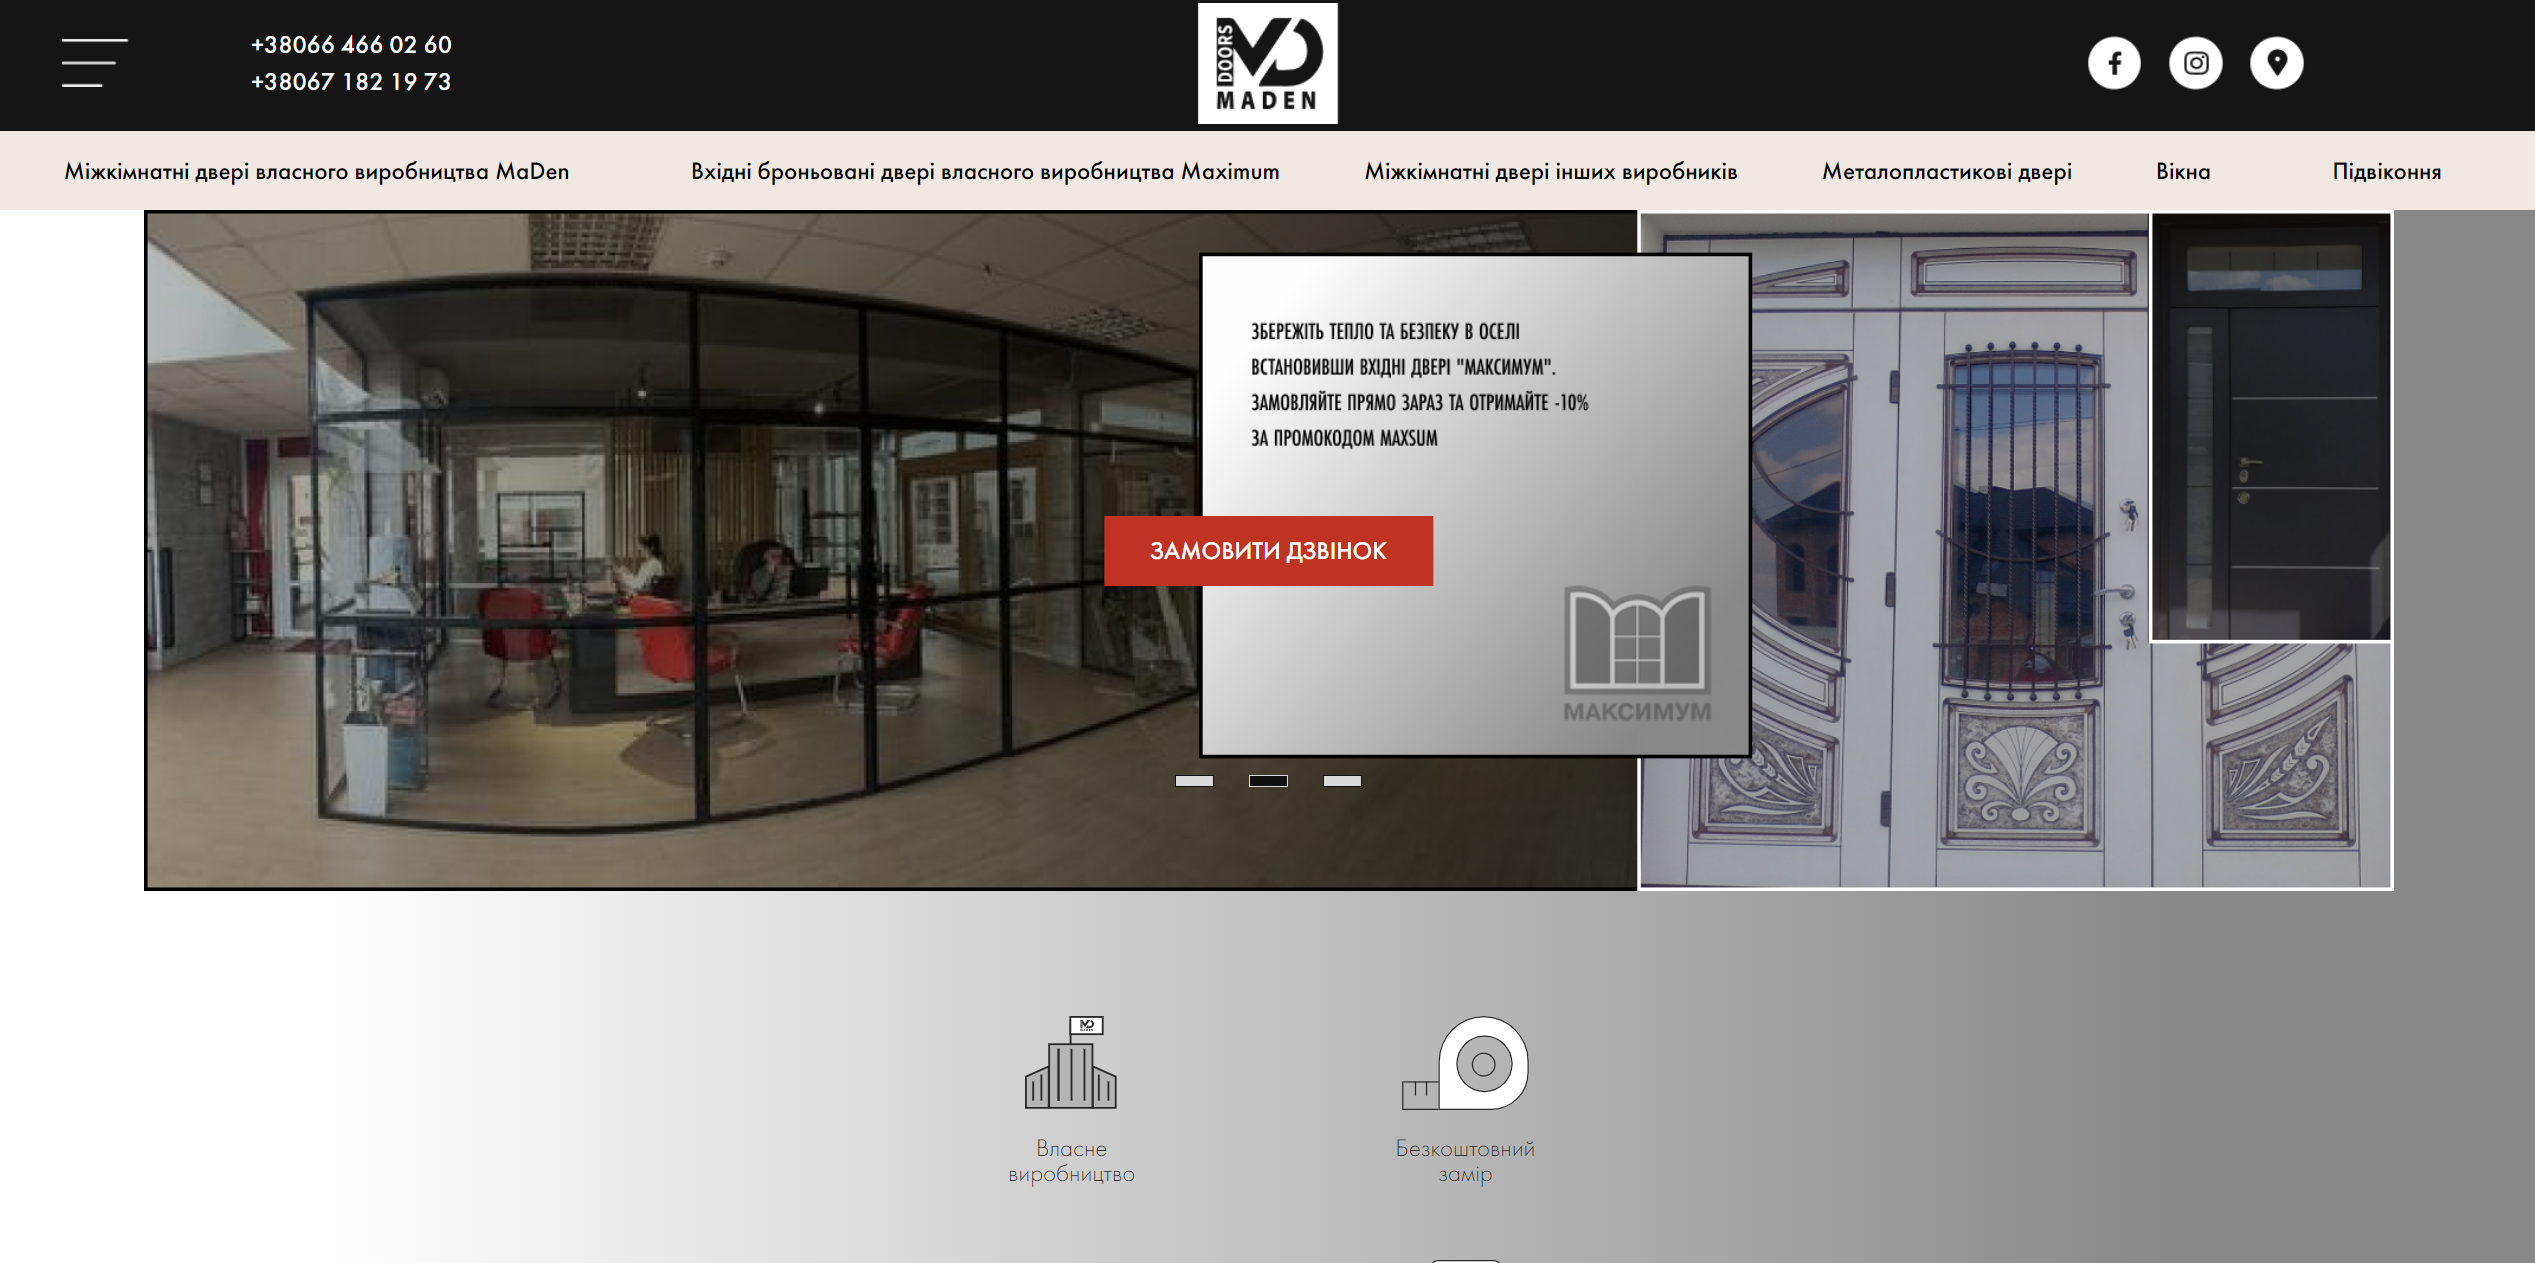 +38066 466 02 60
+38067 182 19 73
DOORS
MD
MADEN
Міжкімнатні двері власного виробництва MaDen
Вхідні броньовані двері власного виробництва Maximum
Міжкімнатні двері інших виробників
Металопластикові двері
Вікна
Підвіконня
ЗБЕРЕЖІТЬ ТЕПЛО ТА БЕЗПЕКУ В ОСЕЛІ
ВСТАНОВИВШИ ВХІДНІ ДВЕРІ "МАКСИМУМ".
ЗАМОВЛЯЙТЕ ПРЯМО ЗАРАЗ ТА ОТРИМАЙТЕ -10%
ЗА ПРОМОКОДОМ MAXSUM
ЗАМОВИТИ ДЗВІНОК
МАКСИМУМ
Власне
виробництво
Безкоштовний
замір